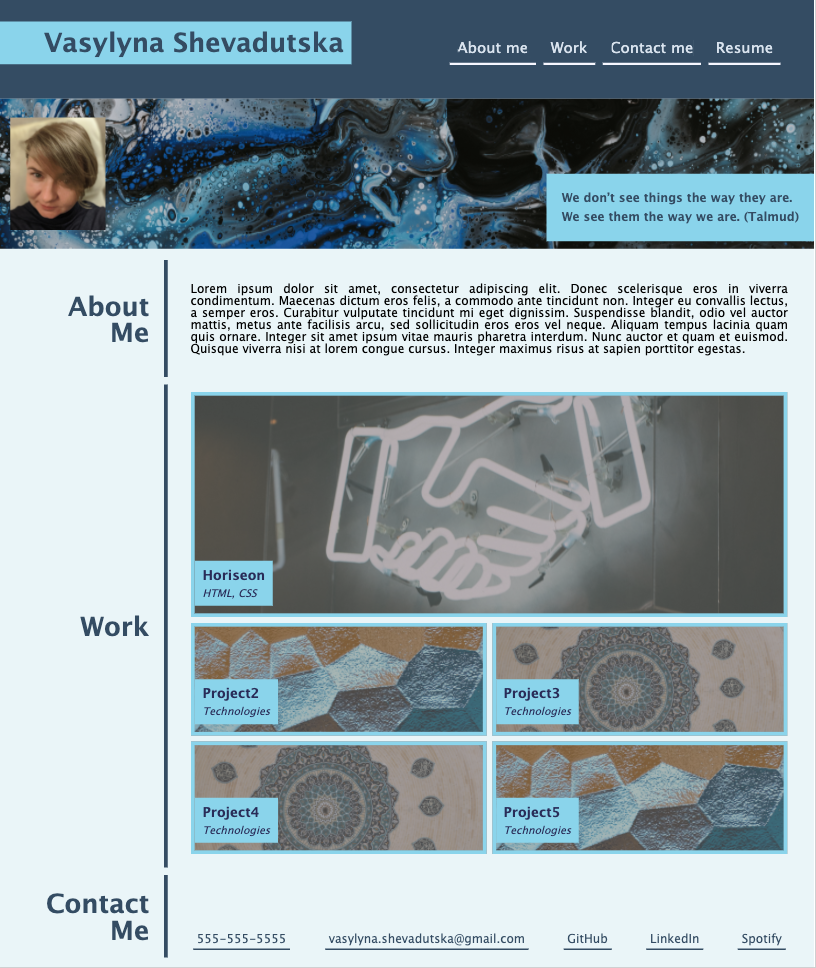 Vasylyna Shevadutska
About me Work Contact me Resume
We don't see things the way they are.
We see them the way we are. (Talmud)
About
Me
Lorem ipsum dolor sit amet, consectetur adipiscing elit. Donec scelerisque eros in viverra
condimentum. Maecenas dictum eros felis, a commodo ante tincidunt non. Integer eu convallis lectus,
a semper eros. Curabitur vulputate tincidunt mi eget dignissim. Suspendisse blandit, odio vel auctor
mattis, metus ante facilisis arcu, sed sollicitudin eros eros vel neque. Aliquam tempus lacinia quam
quis ornare. Integer sit amet ipsum vitae mauris pharetra interdum. Nunc auctor et quam et euismod.
Quisque viverra nisi at lorem congue cursus. Integer maximus risus at sapien porttitor egestas.
Work
Horiseon
HTML, CSS
Project2
Technologies
Project3
Technologies
Project4
Technologies
Project5
Technologies
Contact
Me
555-555-5555 vasylyna.shevadutska@gmail.com GitHub LinkedIn Spotify